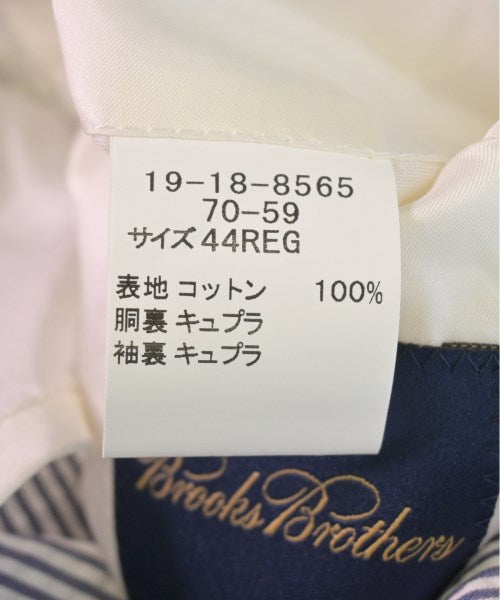 19-18-8565
70-59
サイズ44REG
表地 コットン 100%
胴裏 キュプラ
袖裏 キュプラ
Brooks Brothers